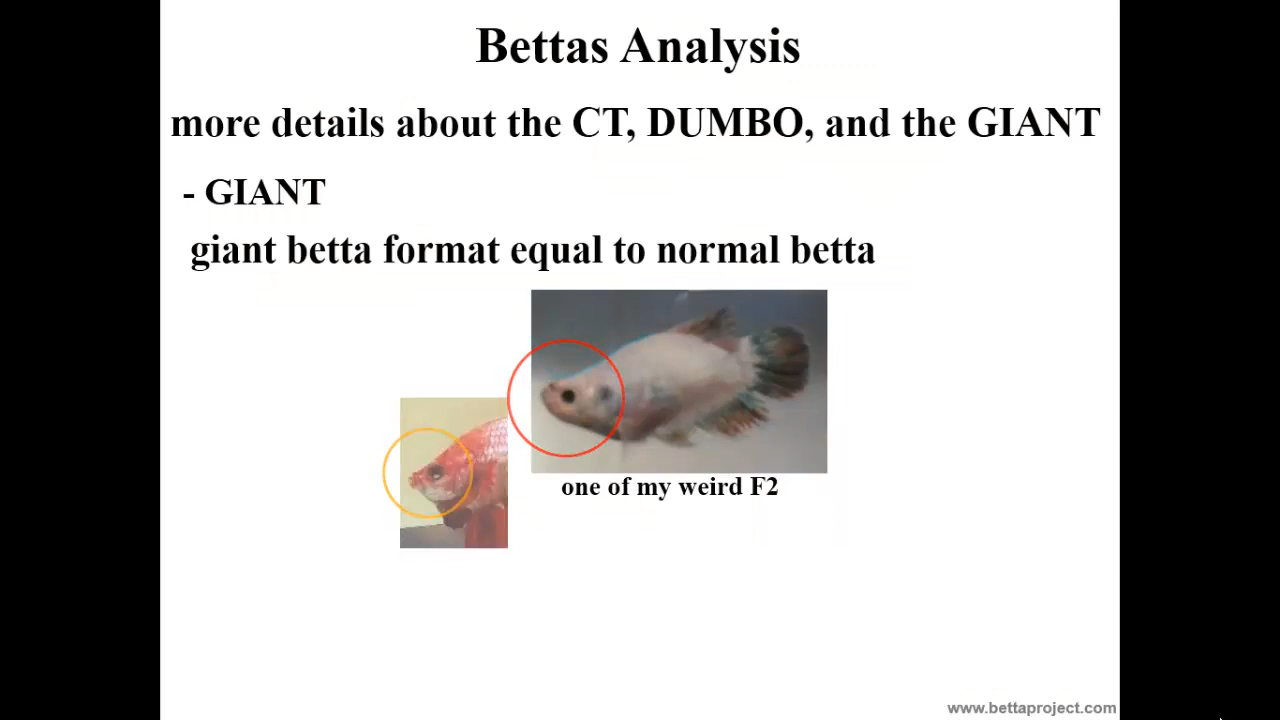 Bettas Analysis
more details about the CT, DUMBO, and the GIANT
- GIANT
giant betta format equal to normal betta
one of my weird F2
www.bettaproject.com